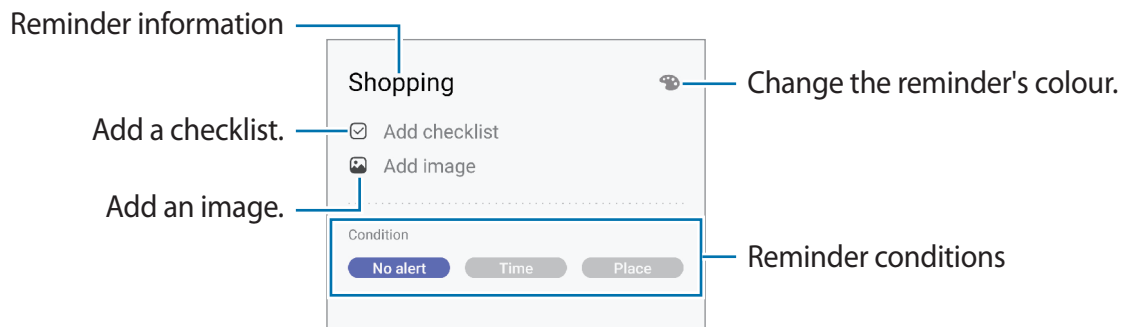 Reminder information
Shopping
Change the reminder's colour.
Add a checklist.
Add checklist
Add image
Add an image.
Condition
Reminder conditions
No alert Time Place